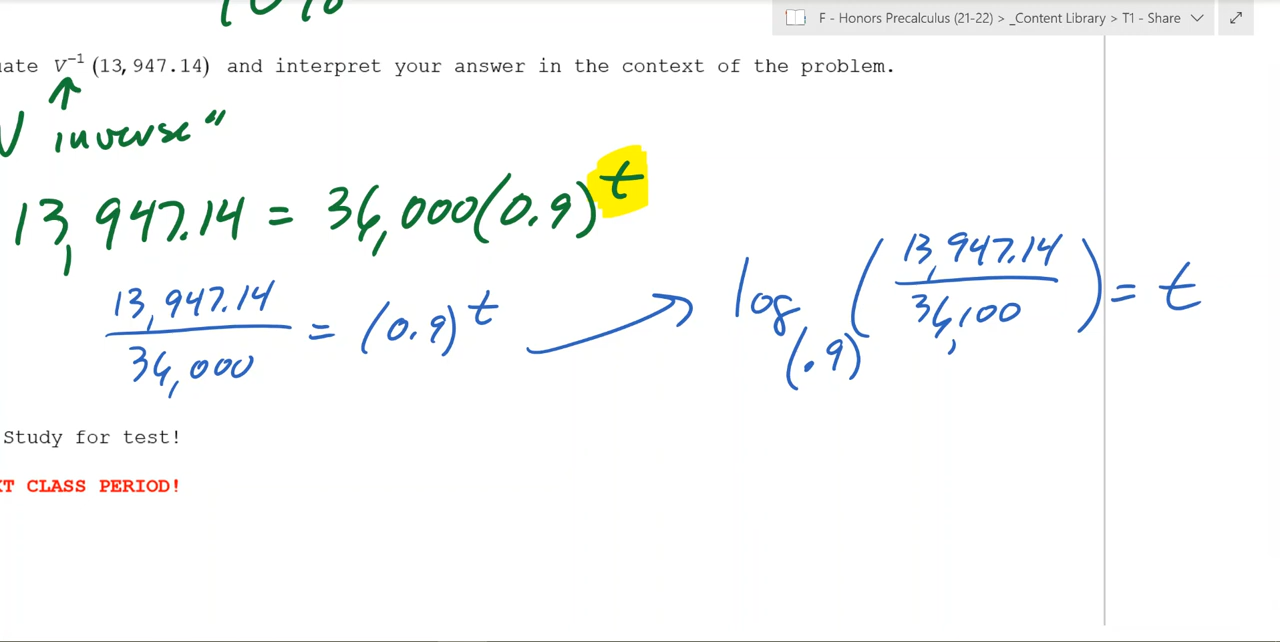 F - Honors Precalculus (21-22) > _Content Library > T1 - Share
uate V⁻¹ (13,947.14) and interpret your answer in the context of the problem.
V inverse"
13,947.14 = 36,000(0.9)^t
13,947.14 / 36,000 = (0.9)^t
log_(.9) (13,947.14 / 36,100) = t
Study for test!
XT CLASS PERIOD!